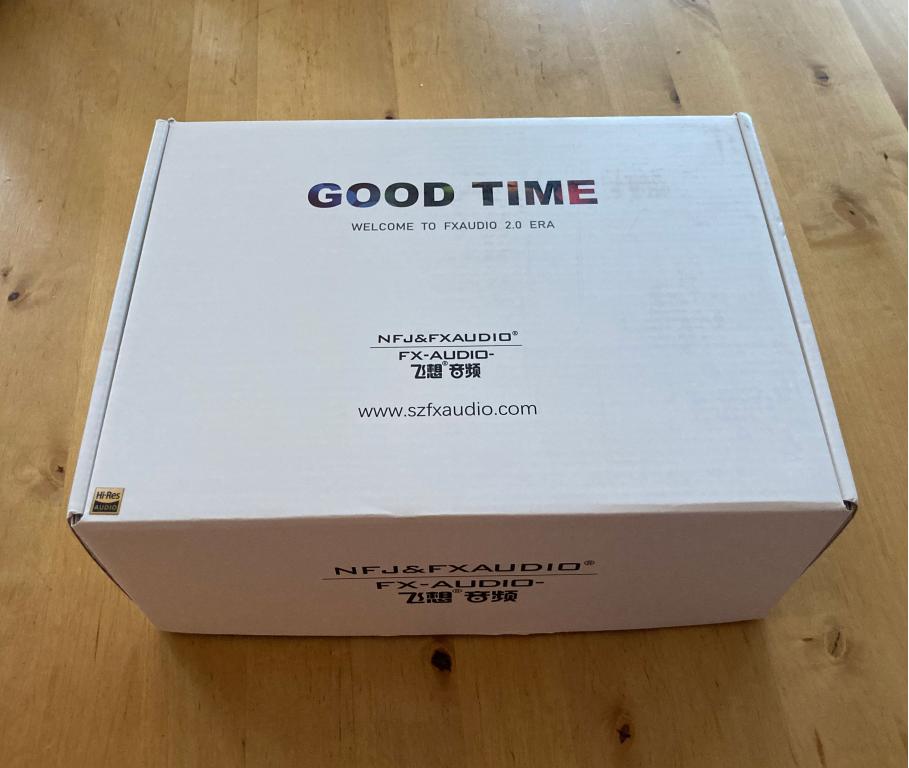 GOOD TIME
WELCOME TO FXAUDIO 2.0 ERA
NFJ&FXAUDIO®
FX-AUDIO-
飞想®音频
www.szfxaudio.com
Hi-Res
AUDIO
NFJ&FXAUDIO®
FX-AUDIO-
飞想®音频